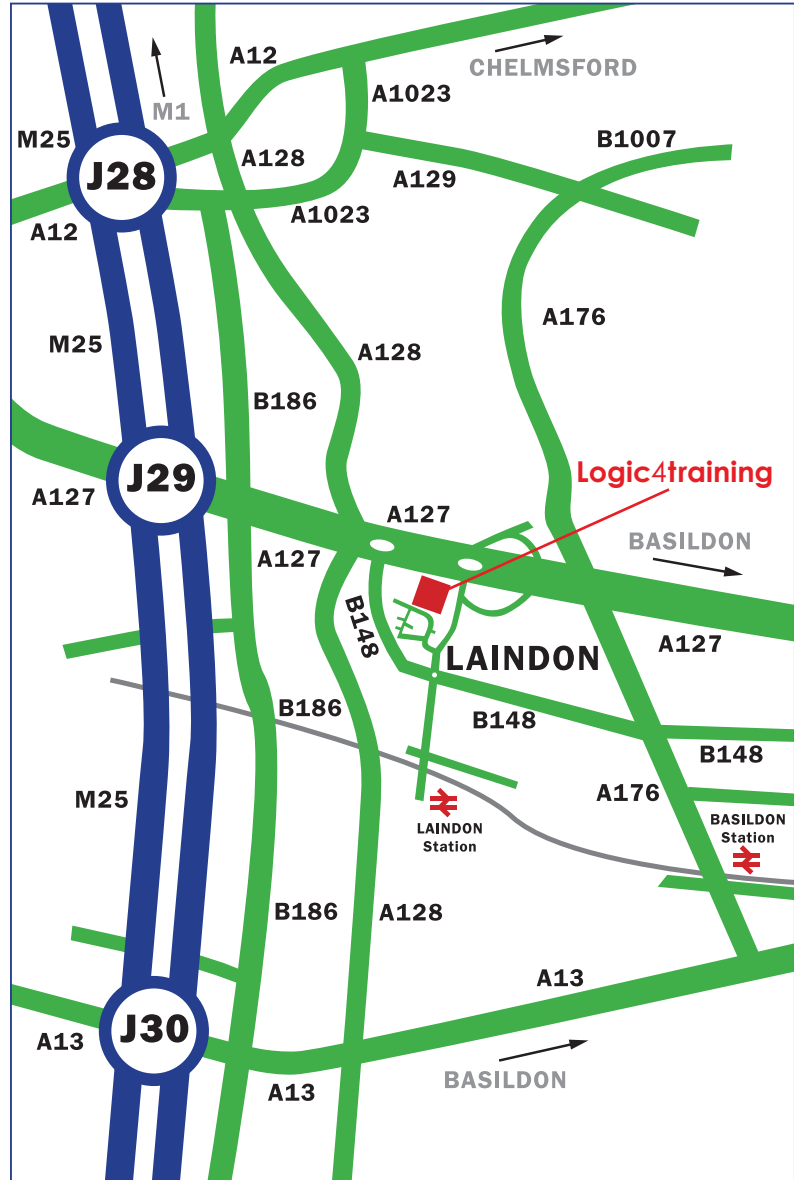 A12
CHELMSFORD
M1
A1023
M25
B1007
A128
J28
A129
A1023
A12
A176
M25
A128
B186
Logic4training
J29
A127
A127
BASILDON
A127
B148
A127
LAINDON
B186
B148
B148
M25
A176
LAINDON
Station
BASILDON
Station
B186
A128
A13
J30
A13
BASILDON
A13